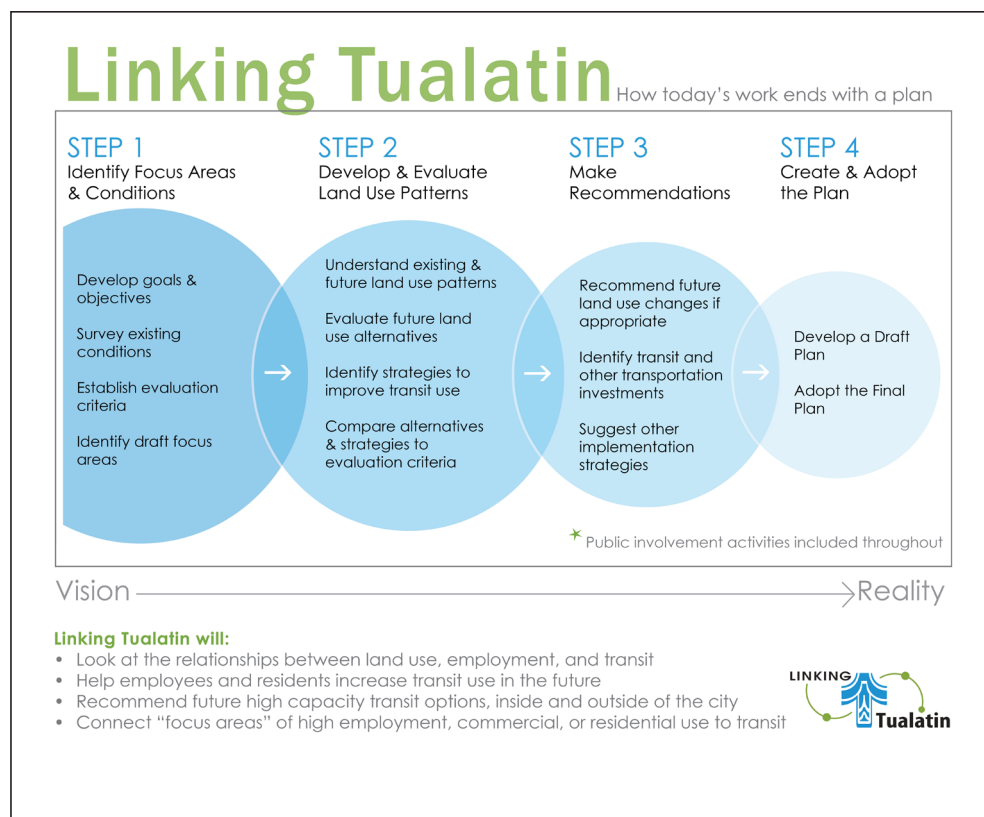 Linking Tualatin
How today's work ends with a plan
STEP 1
Identify Focus Areas
& Conditions
Develop goals &
objectives
Survey existing
conditions
Establish evaluation
criteria
Identify draft focus
areas
→
STEP 2
Develop & Evaluate
Land Use Patterns
Understand existing &
future land use patterns
Evaluate future land
use alternatives
Identify strategies to
improve transit use
Compare alternatives
& strategies to
evaluation criteria
→
STEP 3
Make
Recommendations
Recommend future
land use changes if
appropriate
Identify transit and
other transportation
investments
Suggest other
implementation
strategies
→
STEP 4
Create & Adopt
the Plan
Develop a Draft
Plan
Adopt the Final
Plan
* Public involvement activities included throughout
Vision
Reality
Linking Tualatin will:
• Look at the relationships between land use, employment, and transit
• Help employees and residents increase transit use in the future
• Recommend future high capacity transit options, inside and outside of the city
• Connect “focus areas” of high employment, commercial, or residential use to transit
LINKING
Tualatin